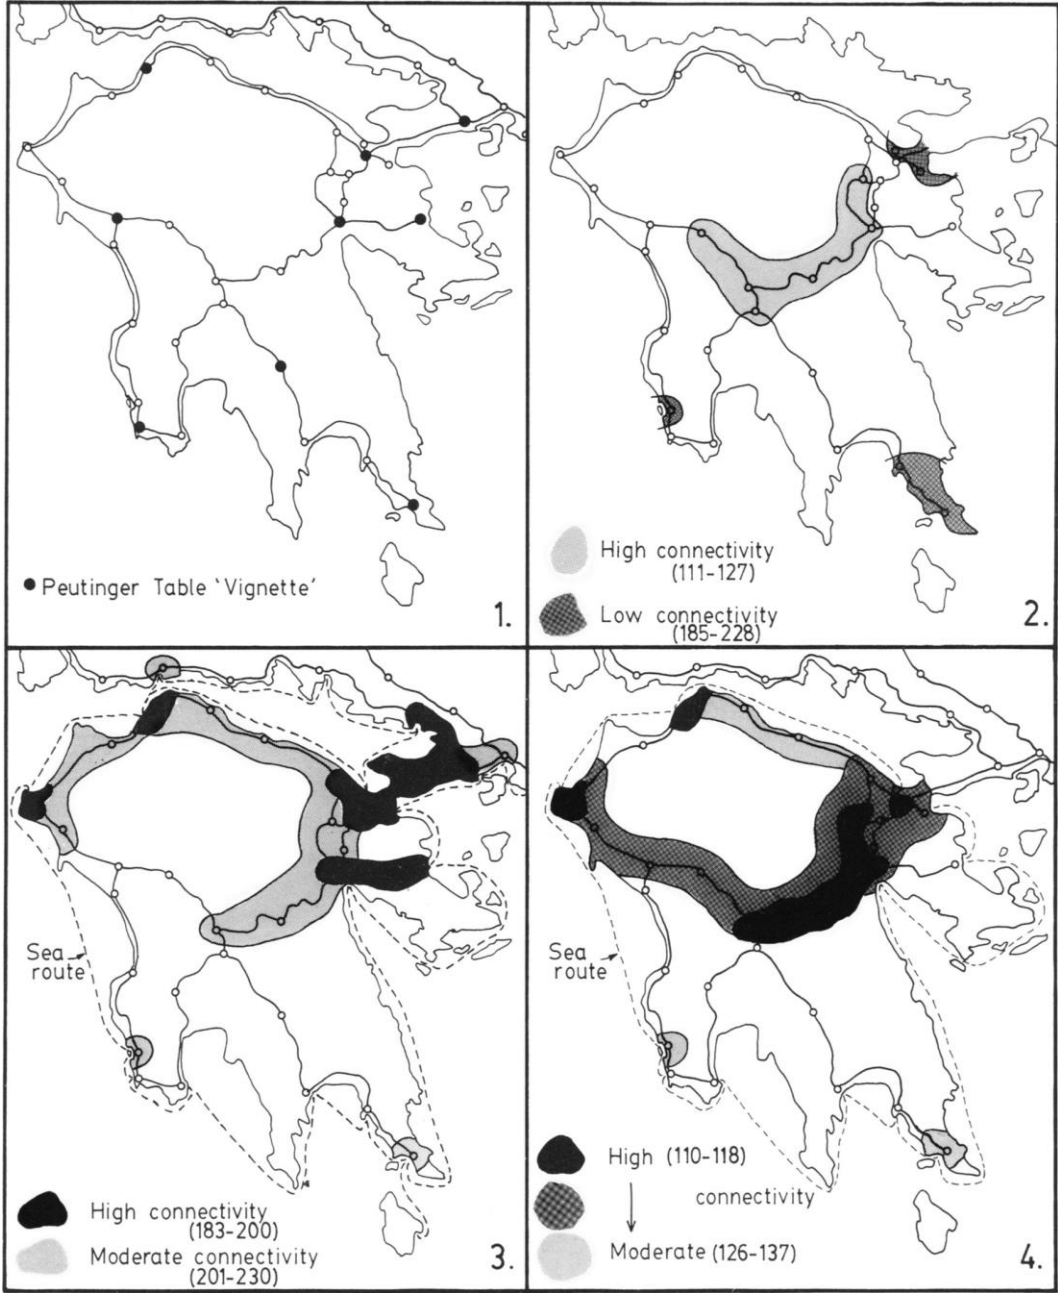 Peutinger Table ‘Vignette’
1.
High connectivity
(111-127)
Low connectivity
(185-228)
2.
Sea
route
High connectivity
(183-200)
Moderate connectivity
(201-230)
3.
Sea
route
High (110-118)
connectivity
Moderate (126-137)
4.